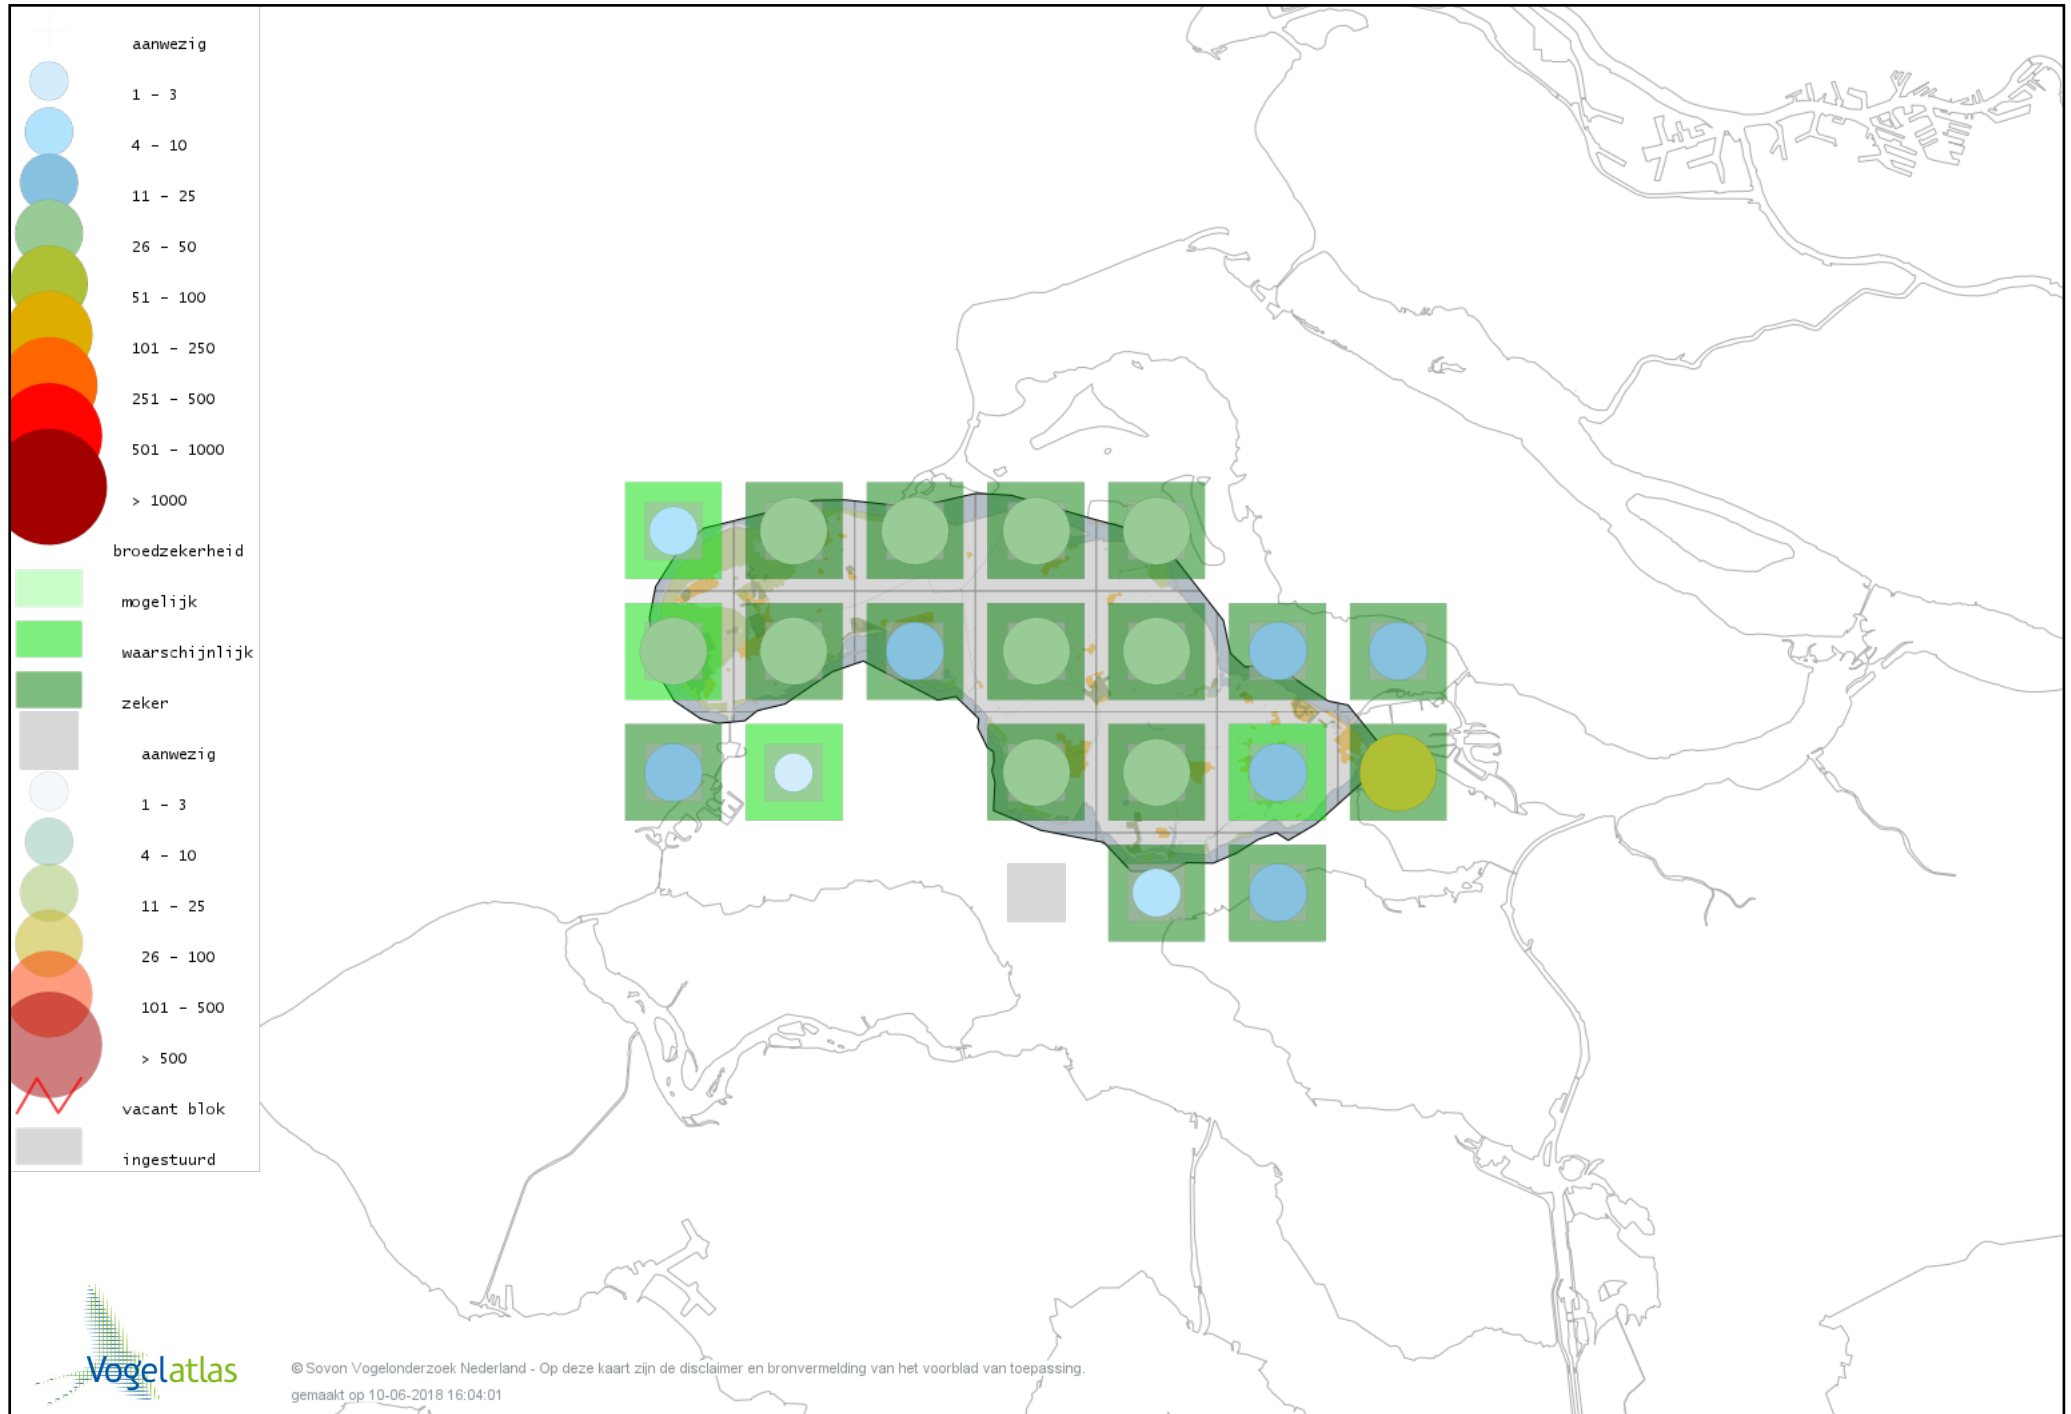 aanwezig
1 - 3
4 - 10
11 - 25
26 - 50
51 - 100
101 - 250
251 - 500
501 - 1000
> 1000
broedzekerheid
mogelijk
waarschijnlijk
zeker
aanwezig
1 - 3
4 - 10
11 - 25
26 - 100
101 - 500
> 500
vacant blok
ingestuurd
Vogelatlas
© Sovon Vogelonderzoek Nederland - Op deze kaart zijn de disclaimer en bronvermelding van het voorblad van toepassing.
gemaakt op 10-06-2018 16:04:01